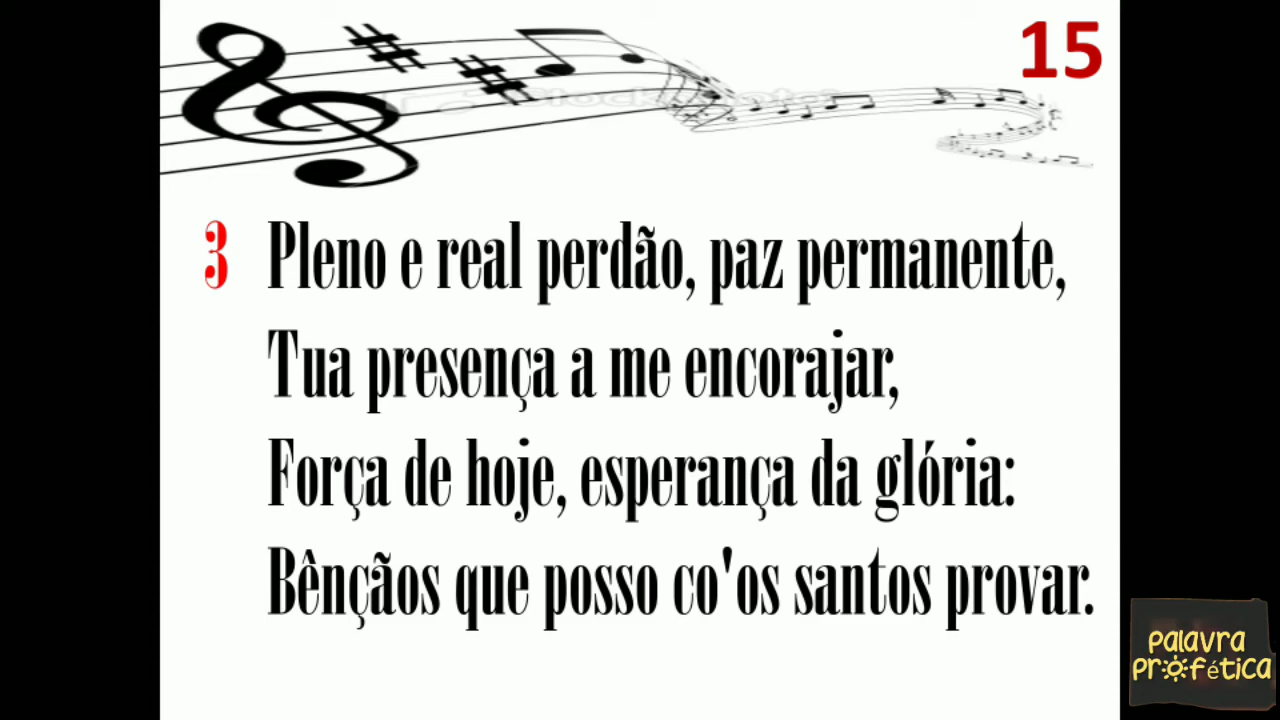 15
3 Pleno e real perdão, paz permanente,
Tua presença a me encorajar,
Força de hoje, esperança da glória:
Bênçãos que posso co'os santos provar.
Palavra
Profética